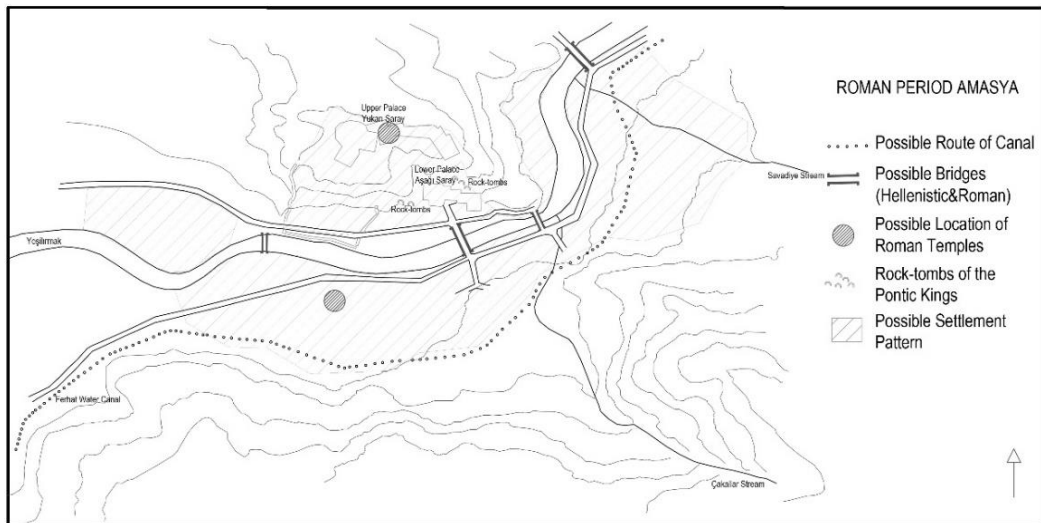 ROMAN PERIOD AMASYA
Possible Route of Canal
Possible Bridges
(Hellenistic&Roman)
Possible Location of
Roman Temples
Rock-tombs of the
Pontic Kings
Possible Settlement
Pattern
Upper Palace
Yukarı Saray
Lower Palace
Aşağı Saray
Rock-tombs
Rock-tombs
Savadiye Stream
Yeşilırmak
Ferhat Water Canal
Çakallar Stream